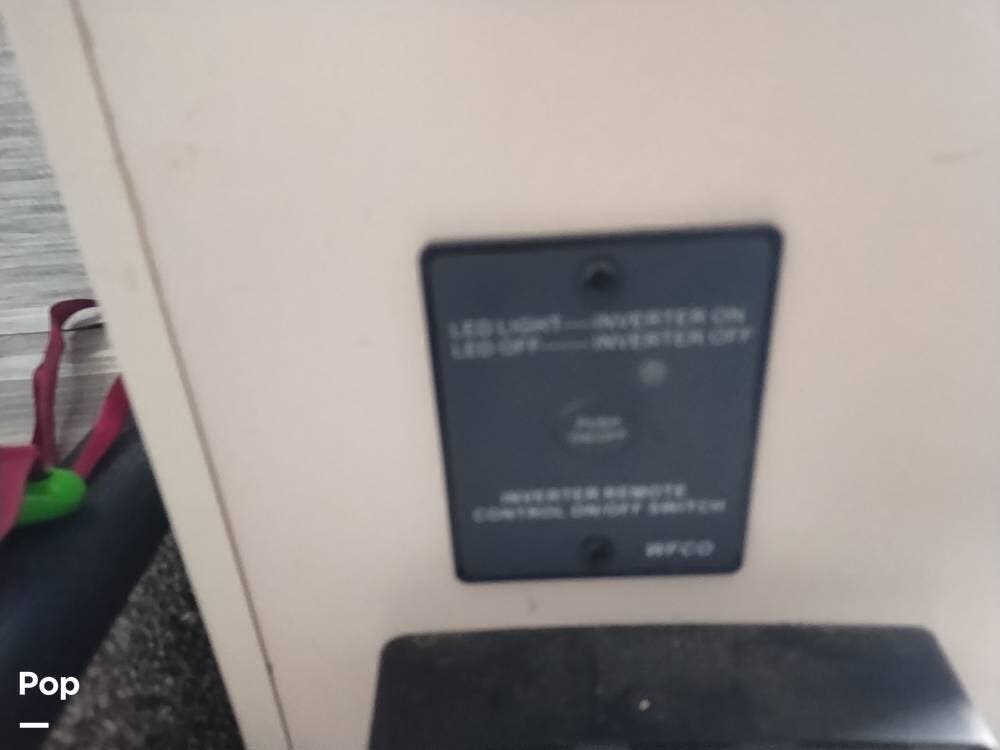 LED LIGHT——INVERTER ON
LED OFF——INVERTER OFF
PUSH
ON/OFF
INVERTER REMOTE
CONTROL ON/OFF SWITCH
WFCO
Pop